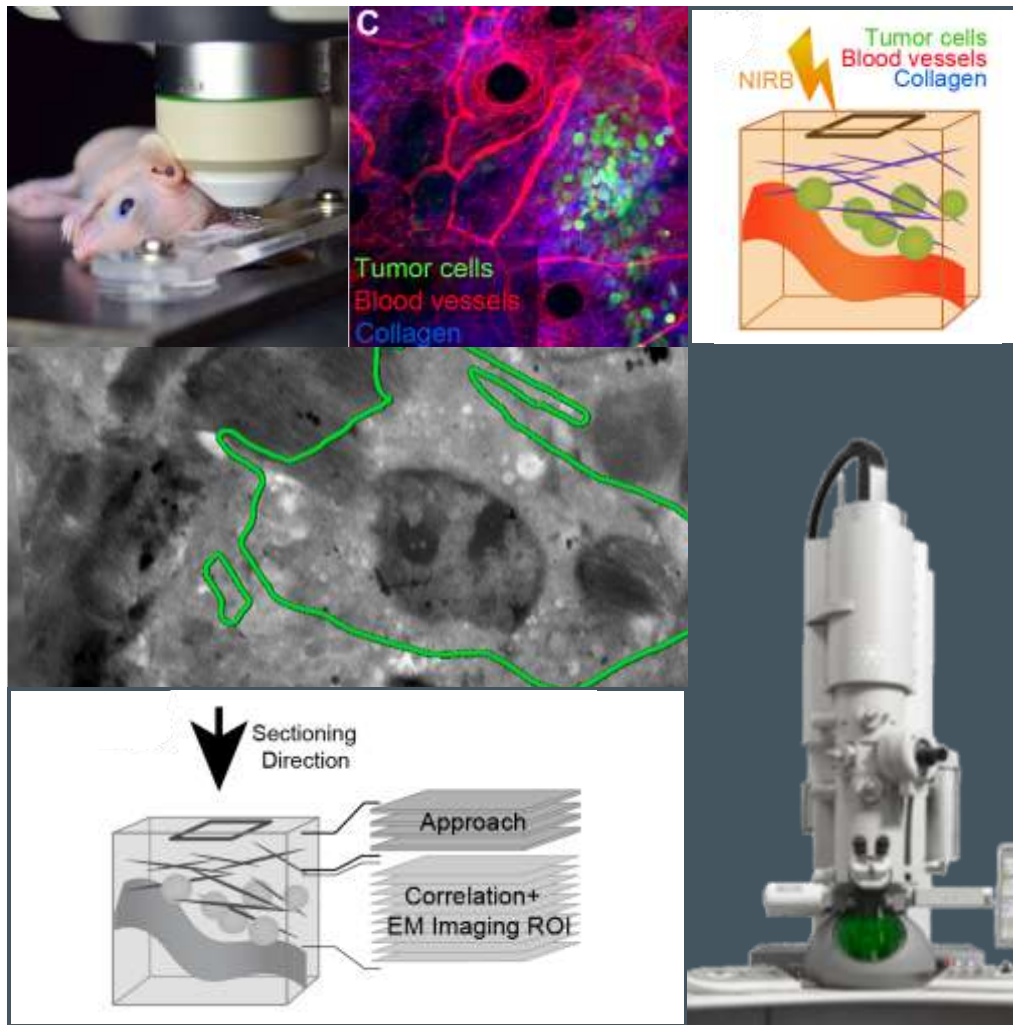 C
Tumor cells
Blood vessels
Collagen
Tumor cells
Blood vessels
NIRB
Collagen
Sectioning
Direction
Approach
Correlation+
EM Imaging ROI